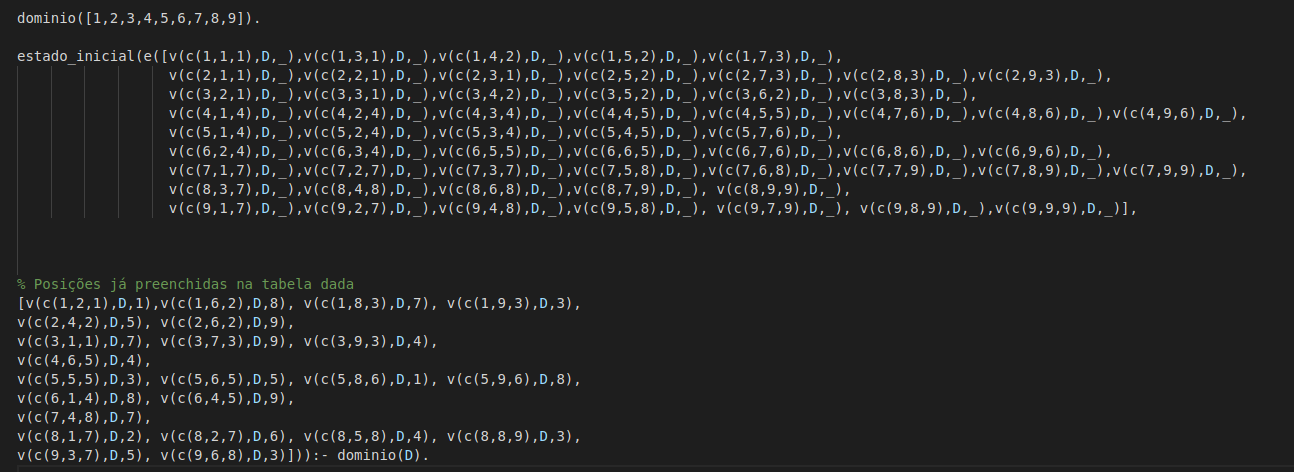 dominio([1,2,3,4,5,6,7,8,9]).
estado_inicial(e([v(c(1,1,1),D,_),v(c(1,3,1),D,_),v(c(1,4,2),D,_),v(c(1,5,2),D,_),v(c(1,7,3),D,_),
v(c(2,1,1),D,_),v(c(2,2,1),D,_),v(c(2,3,1),D,_),v(c(2,5,2),D,_),v(c(2,7,3),D,_),v(c(2,8,3),D,_),v(c(2,9,3),D,_),
v(c(3,2,1),D,_),v(c(3,3,1),D,_),v(c(3,4,2),D,_),v(c(3,5,2),D,_),v(c(3,6,2),D,_),v(c(3,8,3),D,_),
v(c(4,1,4),D,_),v(c(4,2,4),D,_),v(c(4,3,4),D,_),v(c(4,4,5),D,_),v(c(4,5,5),D,_),v(c(4,7,6),D,_),v(c(4,8,6),D,_),v(c(4,9,6),D,_),
v(c(5,1,4),D,_),v(c(5,2,4),D,_),v(c(5,3,4),D,_),v(c(5,4,5),D,_),v(c(5,7,6),D,_),
v(c(6,2,4),D,_),v(c(6,3,4),D,_),v(c(6,5,5),D,_),v(c(6,6,5),D,_),v(c(6,7,6),D,_),v(c(6,8,6),D,_),v(c(6,9,6),D,_),
v(c(7,1,7),D,_),v(c(7,2,7),D,_),v(c(7,3,7),D,_),v(c(7,5,8),D,_),v(c(7,6,8),D,_),v(c(7,7,9),D,_),v(c(7,8,9),D,_),v(c(7,9,9),D,_),
v(c(8,3,7),D,_),v(c(8,4,8),D,_),v(c(8,6,8),D,_),v(c(8,7,9),D,_), v(c(8,9,9),D,_),
v(c(9,1,7),D,_),v(c(9,2,7),D,_),v(c(9,4,8),D,_),v(c(9,5,8),D,_), v(c(9,7,9),D,_), v(c(9,8,9),D,_),v(c(9,9,9),D,_)],
% Posições já preenchidas na tabela dada
[v(c(1,2,1),D,1),v(c(1,6,2),D,8), v(c(1,8,3),D,7), v(c(1,9,3),D,3),
v(c(2,4,2),D,5), v(c(2,6,2),D,9),
v(c(3,1,1),D,7), v(c(3,7,3),D,9), v(c(3,9,3),D,4),
v(c(4,6,5),D,4),
v(c(5,5,5),D,3), v(c(5,6,5),D,5), v(c(5,8,6),D,1), v(c(5,9,6),D,8),
v(c(6,1,4),D,8), v(c(6,4,5),D,9),
v(c(7,4,8),D,7),
v(c(8,1,7),D,2), v(c(8,2,7),D,6), v(c(8,5,8),D,4), v(c(8,8,9),D,3),
v(c(9,3,7),D,5), v(c(9,6,8),D,3)])):- dominio(D).